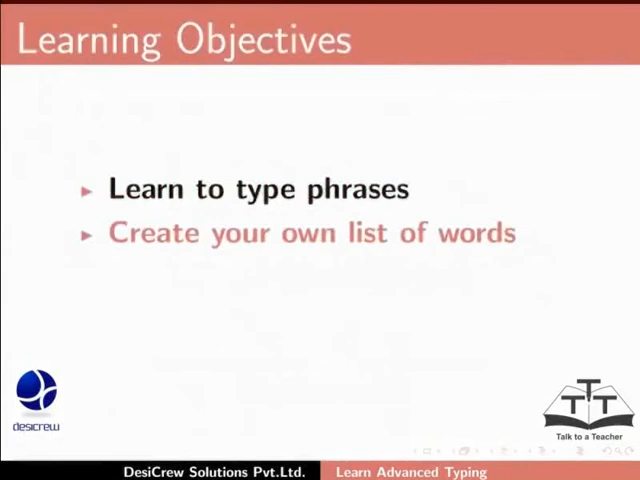 Learning Objectives
Learn to type phrases
Create your own list of words
desicrew
TTT
Talk to a Teacher
DesiCrew Solutions Pvt.Ltd.
Learn Advanced Typing